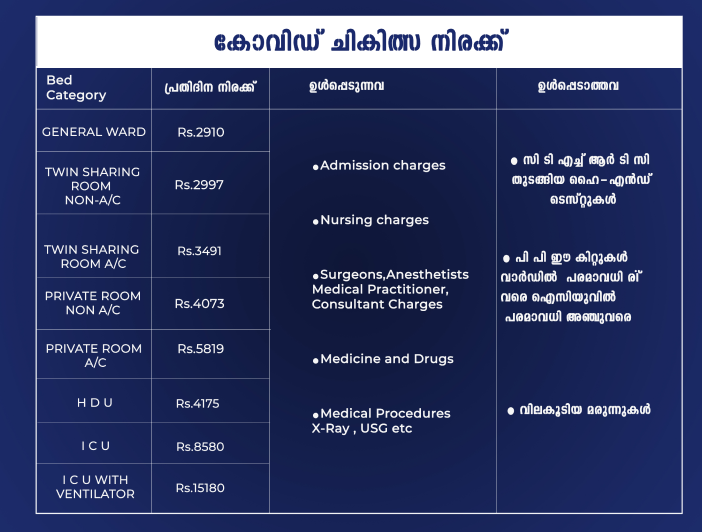 കോവിഡ് ചികിത്സ നിരക്ക്
Bed
Category
പ്രതിദിന നിരക്ക്
ഉൾപ്പെടുന്നവ
ഉൾപ്പെടാത്തവ
GENERAL WARD
Rs.2910
TWIN SHARING
ROOM
NON-A/C
Rs.2997
TWIN SHARING
ROOM A/C
Rs.3491
PRIVATE ROOM
NON A/C
Rs.4073
PRIVATE ROOM
A/C
Rs.5819
H D U
Rs.4175
I C U
Rs.8580
I C U WITH
VENTILATOR
Rs.15180
●Admission charges
●Nursing charges
●Surgeons,Anesthetists
Medical Practitioner,
Consultant Charges
●Medicine and Drugs
●Medical Procedures
X-Ray , USG etc
● സി ടി എച്ച് ആർ ടി സി
തുടങ്ങിയ ഹൈ-എൻഡ്
ടെസ്റ്റുകൾ
● പി പി ഈ കിറ്റുകൾ
വാർഡിൽ പരമാവധി
വരെ ഐസിയുവിൽ
പരമാവധി അഞ്ചുവരെ
● വിലകൂടിയ മരുന്നുകൾ